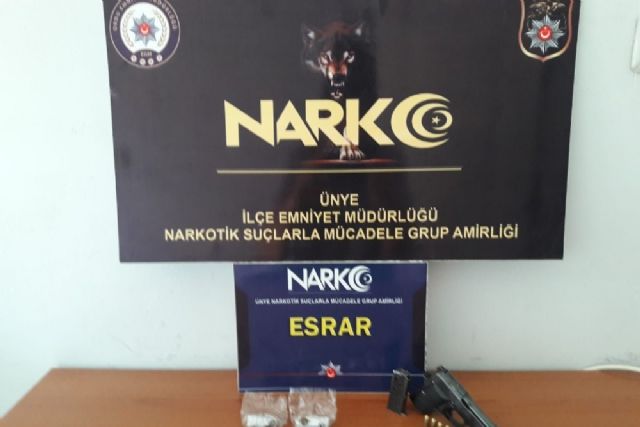 NARKO
ÜNYE
İLÇE EMNİYET MÜDÜRLÜĞÜ
NARKOTİK SUÇLARLA MÜCADELE GRUP AMİRLİĞİ
NARKO
ÜNYE NARKOTİK SUÇLARLA MÜCADELE GRUP AMİRLİĞİ
ESRAR